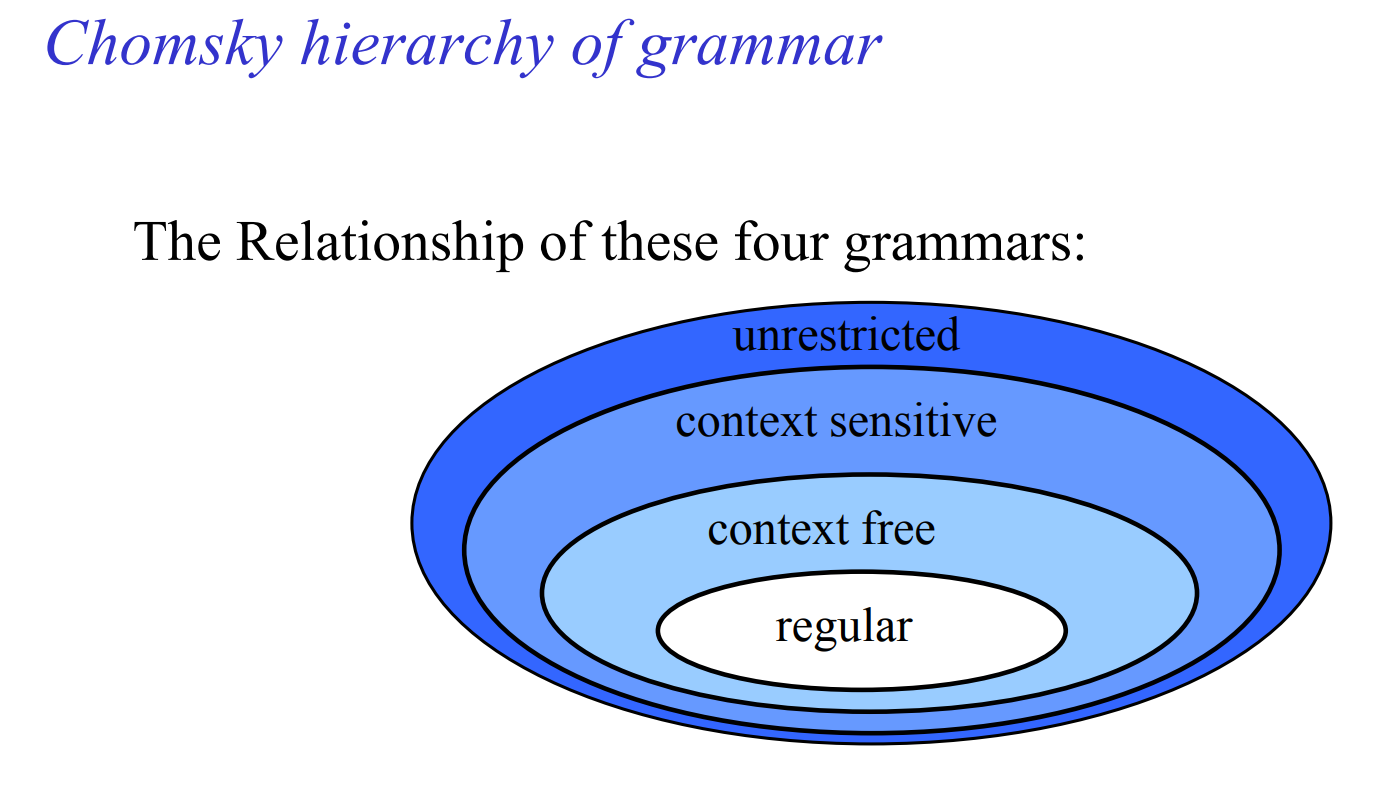 Chomsky hierarchy of grammar
The Relationship of these four grammars:
unrestricted
context sensitive
context free
regular